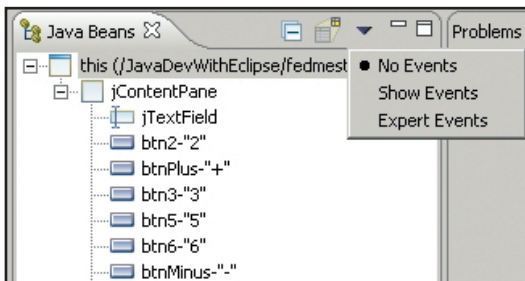 Java Beans
Problems
this (/JavaDevWithEclipse/fedmest
No Events
Show Events
Expert Events
jContentPane
jTextField
btn2-"2"
btnPlus-"+"
btn3-"3"
btn5-"5"
btn6-"6"
btnMinus-"-"